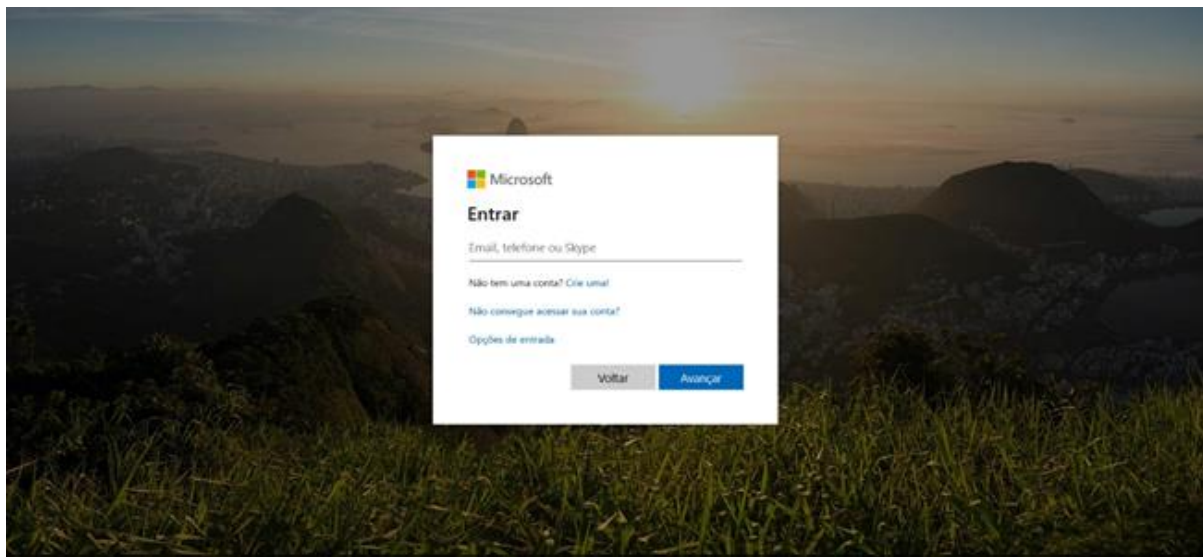 Microsoft
Entrar
Email, telefone ou Skype
Não tem uma conta? Crie uma!
Não consegue acessar sua conta?
Opções de entrada
Voltar
Avançar